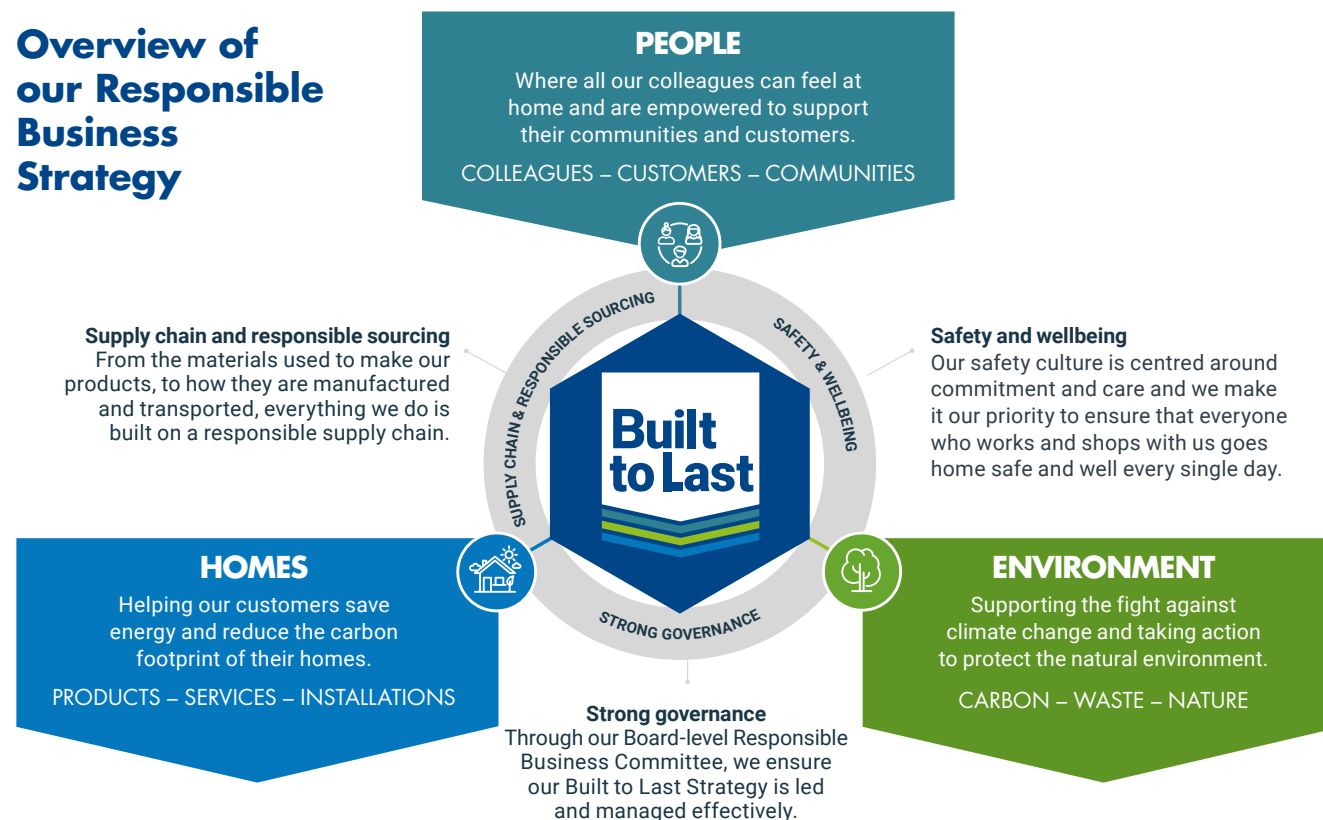 Overview of
our Responsible
Business
Strategy
PEOPLE
Where all our colleagues can feel at
home and are empowered to support
their communities and customers.
COLLEAGUES – CUSTOMERS – COMMUNITIES
Supply chain and responsible sourcing
From the materials used to make our
products, to how they are manufactured
and transported, everything we do is
built on a responsible supply chain.
SUPPLY CHAIN & RESPONSIBLE SOURCING
SAFETY & WELLBEING
Built
to Last
STRONG GOVERNANCE
Safety and wellbeing
Our safety culture is centred around
commitment and care and we make
it our priority to ensure that everyone
who works and shops with us goes
home safe and well every single day.
HOMES
Helping our customers save
energy and reduce the carbon
footprint of their homes.
PRODUCTS – SERVICES – INSTALLATIONS
Strong governance
Through our Board-level Responsible
Business Committee, we ensure
our Built to Last Strategy is led
and managed effectively.
ENVIRONMENT
Supporting the fight against
climate change and taking action
to protect the natural environment.
CARBON – WASTE – NATURE